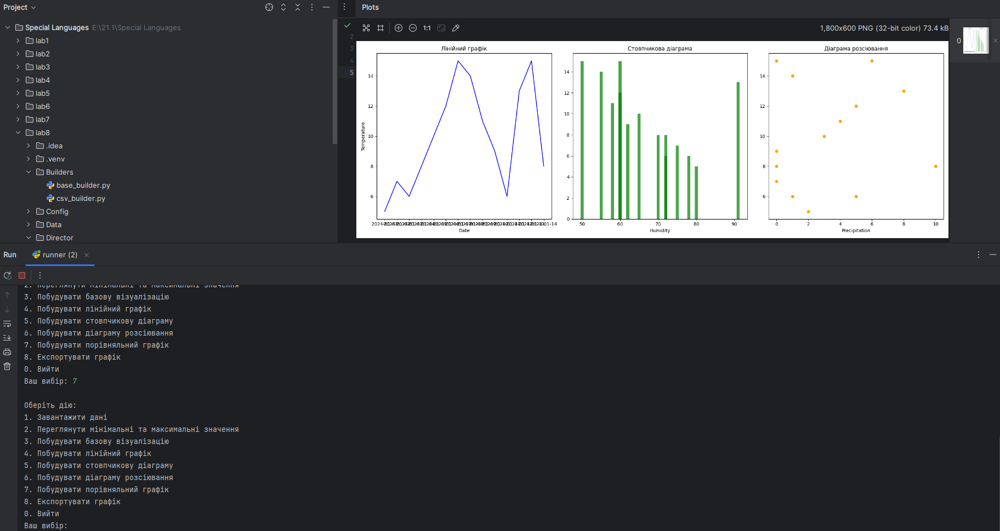 Project
Special Languages E:\21.1\Special Languages
lab1
lab2
lab3
lab4
lab5
lab6
lab7
lab8
.idea
.venv
Builders
base_builder.py
csv_builder.py
Config
Data
Director
2
3
4
5
Plots
1:1
1,800x600 PNG (32-bit color) 73.4 kB
0
Лінійний графік
14
12
10
8
6
Temperature
Date
Стовпчикова діаграма
14
12
10
8
6
4
2
0
50 60 70 80 90
Humidity
Діаграма розсіювання
14
12
10
8
6
0 2 4 6 8 10
Precipitation
Run
runner (2)
2. Переглянути мінімальні та максимальні значення
3. Побудувати базову візуалізацію
4. Побудувати лінійний графік
5. Побудувати стовпчикову діаграму
6. Побудувати діаграму розсіювання
7. Побудувати порівняльний графік
8. Експортувати графік
0. Вийти
Ваш вибір: 7
Оберіть дію:
1. Завантажити дані
2. Переглянути мінімальні та максимальні значення
3. Побудувати базову візуалізацію
4. Побудувати лінійний графік
5. Побудувати стовпчикову діаграму
6. Побудувати діаграму розсіювання
7. Побудувати порівняльний графік
8. Експортувати графік
0. Вийти
Ваш вибір: